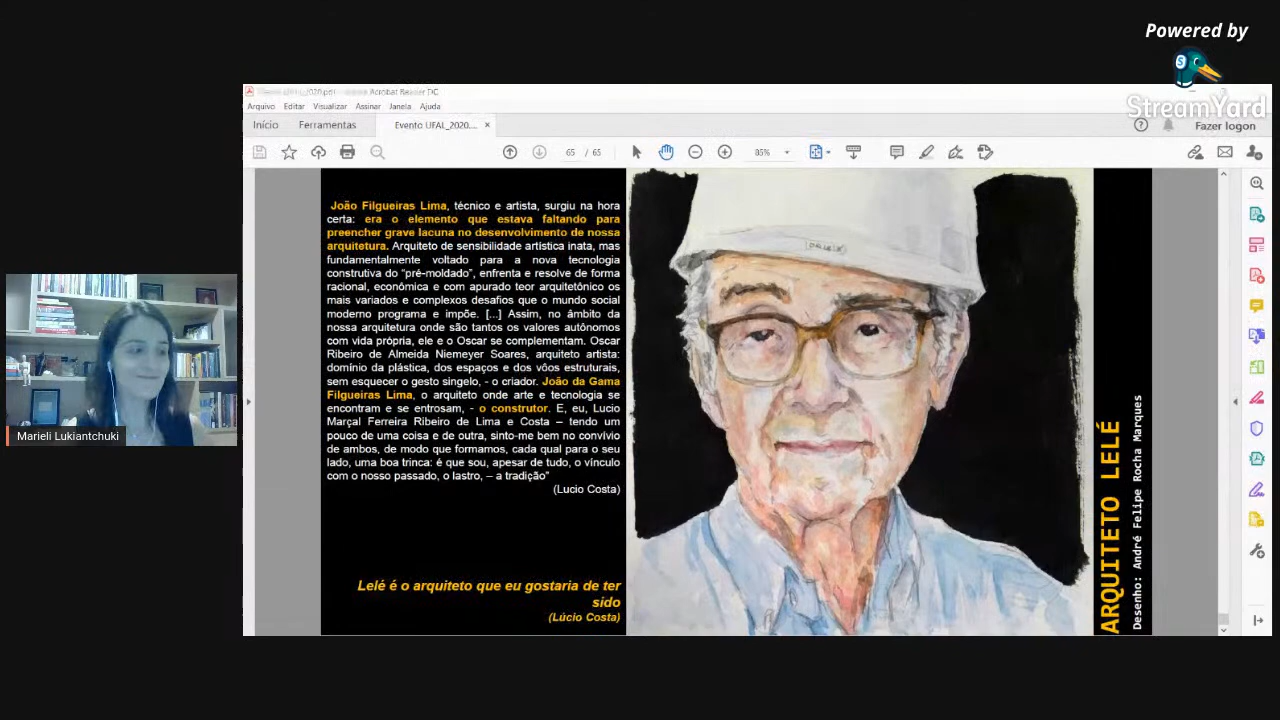 Powered by
StreamYard
Acrobat Reader DC
Arquivo Editar Visualizar Assinar Janela Ajuda
Início Ferramentas Evento UFAL_2020... × Fazer logon
65 / 65 85%
João Filgueiras Lima, técnico e artista, surgiu na hora
certa: era o elemento que estava faltando para
preencher grave lacuna no desenvolvimento de nossa
arquitetura. Arquiteto de sensibilidade artística inata, mas
fundamentalmente voltado para a nova tecnologia
construtiva do “pré-moldado”, enfrenta e resolve de forma
racional, econômica e com apurado teor arquitetônico os
mais variados e complexos desafios que o mundo social
moderno programa e impõe. [...] Assim, no âmbito da
nossa arquitetura onde são tantos os valores autônomos
com vida própria, ele e o Oscar se complementam. Oscar
Ribeiro de Almeida Niemeyer Soares, arquiteto artista:
domínio da plástica, dos espaços e dos vôos estruturais,
sem esquecer o gesto singelo, - o criador. João da Gama
Filgueiras Lima, o arquiteto onde arte e tecnologia se
encontram e se entrosam, - o construtor. E, eu, Lucio
Marçal Ferreira Ribeiro de Lima e Costa – tendo um
pouco de uma coisa e de outra, sinto-me bem no convívio
de ambos, de modo que formamos, cada qual para o seu
lado, uma boa trinca: é que sou, apesar de tudo, o vínculo
com o nosso passado, o lastro, – a tradição”
(Lucio Costa)
Lelé é o arquiteto que eu gostaria de ter
sido
(Lúcio Costa)
ARQUITETO LELÉ
Desenho: André Felipe Rocha Marques
Marieli Lukiantchuki